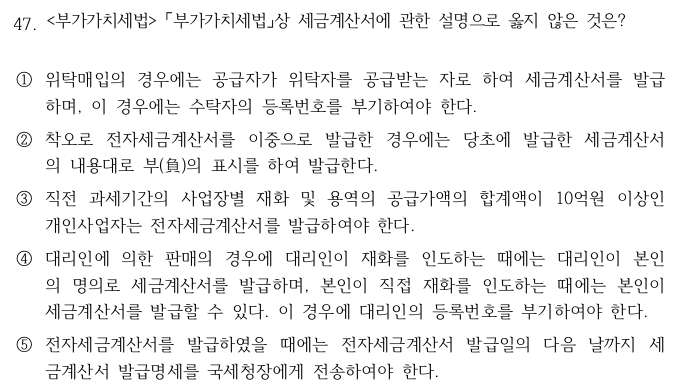 47. <부가가치세법> 「부가가치세법」상 세금계산서에 관한 설명으로 옳지 않은 것은?
① 위탁매입의 경우에는 공급자가 위탁자를 공급받는 자로 하여 세금계산서를 발급
하며, 이 경우에는 수탁자의 등록번호를 부기하여야 한다.
② 착오로 전자세금계산서를 이중으로 발급한 경우에는 당초에 발급한 세금계산서
의 내용대로 부(負)의 표시를 하여 발급한다.
③ 직전 과세기간의 사업장별 재화 및 용역의 공급가액의 합계액이 10억원 이상인
개인사업자는 전자세금계산서를 발급하여야 한다.
④ 대리인에 의한 판매의 경우에 대리인이 재화를 인도하는 때에는 대리인이 본인
의 명의로 세금계산서를 발급하며, 본인이 직접 재화를 인도하는 때에는 본인이
세금계산서를 발급할 수 있다. 이 경우에 대리인의 등록번호를 부기하여야 한다.
⑤ 전자세금계산서를 발급하였을 때에는 전자세금계산서 발급일의 다음 날까지 세
금계산서 발급명세를 국세청장에게 전송하여야 한다.